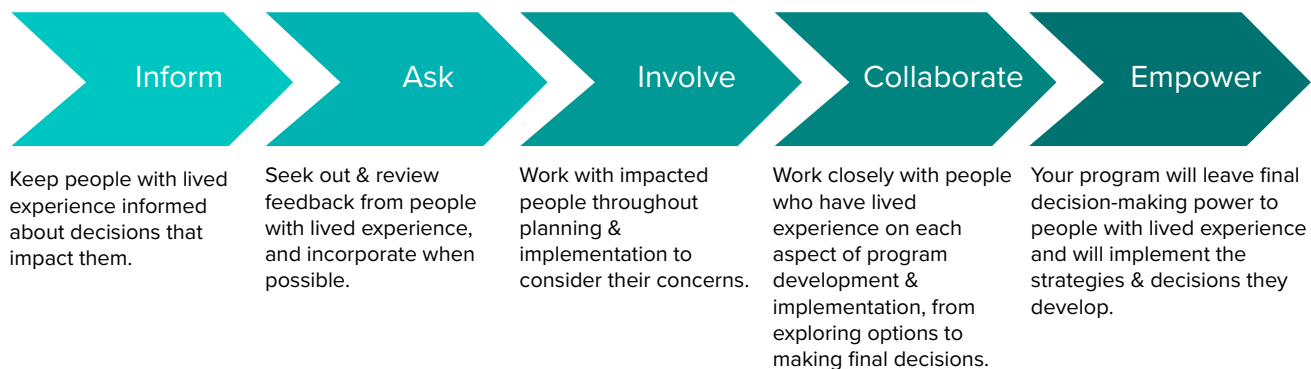 Inform
Ask
Involve
Collaborate
Empower
Keep people with lived
experience informed
about decisions that
impact them.
Seek out & review
feedback from people
with lived experience,
and incorporate when
possible.
Work with impacted
people throughout
planning &
implementation to
consider their concerns.
Work closely with people
who have lived
experience on each
aspect of program
development &
implementation, from
exploring options to
making final decisions.
Your program will leave final
decision-making power to
people with lived experience
and will implement the
strategies & decisions they
develop.